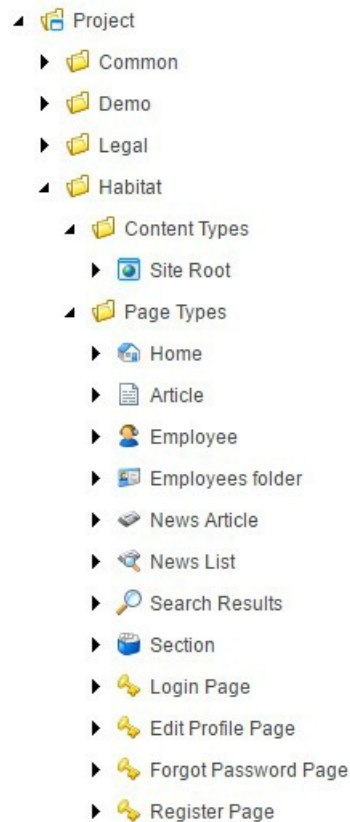 Project
Common
Demo
Legal
Habitat
Content Types
Site Root
Page Types
Home
Article
Employee
Employees folder
News Article
News List
Search Results
Section
Login Page
Edit Profile Page
Forgot Password Page
Register Page